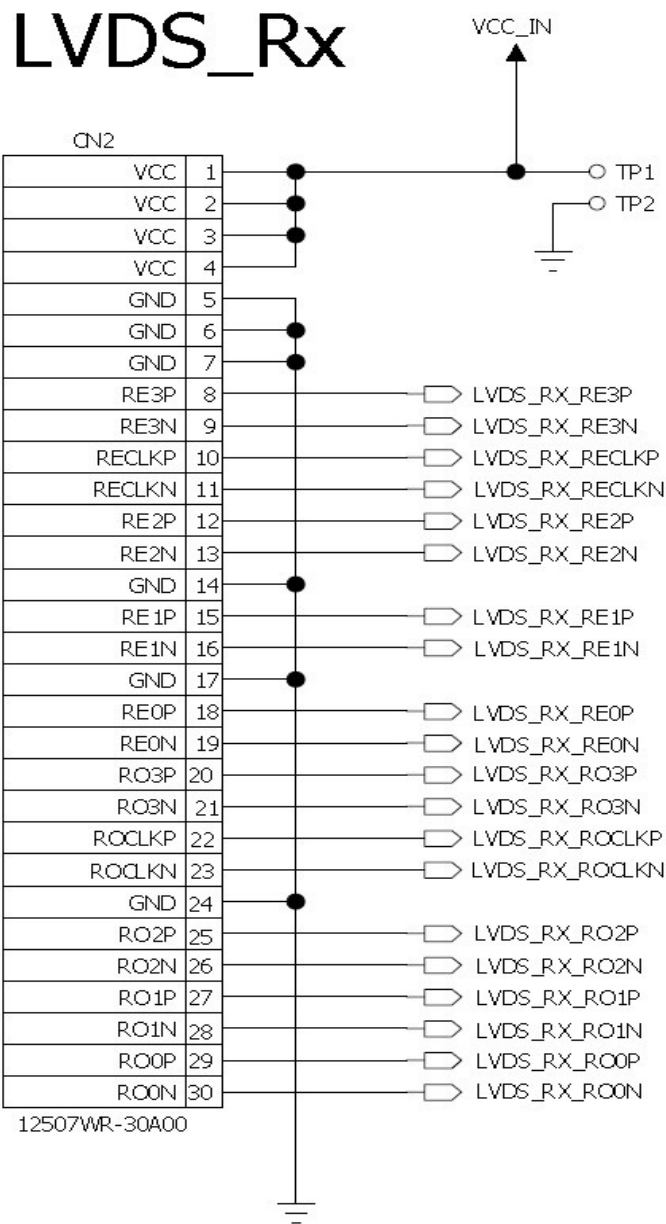 LVDS_Rx
VCC_IN
CN2
VCC 1 TP1
VCC 2 TP2
VCC 3
VCC 4
GND 5
GND 6
GND 7
RE3P 8 LVDS_RX_RE3P
RE3N 9 LVDS_RX_RE3N
RECLKP 10 LVDS_RX_RECLKP
RECLKN 11 LVDS_RX_RECLKN
RE2P 12 LVDS_RX_RE2P
RE2N 13 LVDS_RX_RE2N
GND 14
RE1P 15 LVDS_RX_RE1P
RE1N 16 LVDS_RX_RE1N
GND 17
RE0P 18 LVDS_RX_RE0P
RE0N 19 LVDS_RX_RE0N
RO3P 20 LVDS_RX_RO3P
RO3N 21 LVDS_RX_RO3N
ROCLKP 22 LVDS_RX_ROCLKP
ROCLKN 23 LVDS_RX_ROCLKN
GND 24
RO2P 25 LVDS_RX_RO2P
RO2N 26 LVDS_RX_RO2N
RO1P 27 LVDS_RX_RO1P
RO1N 28 LVDS_RX_RO1N
RO0P 29 LVDS_RX_RO0P
RO0N 30 LVDS_RX_RO0N
12507WR-30A00